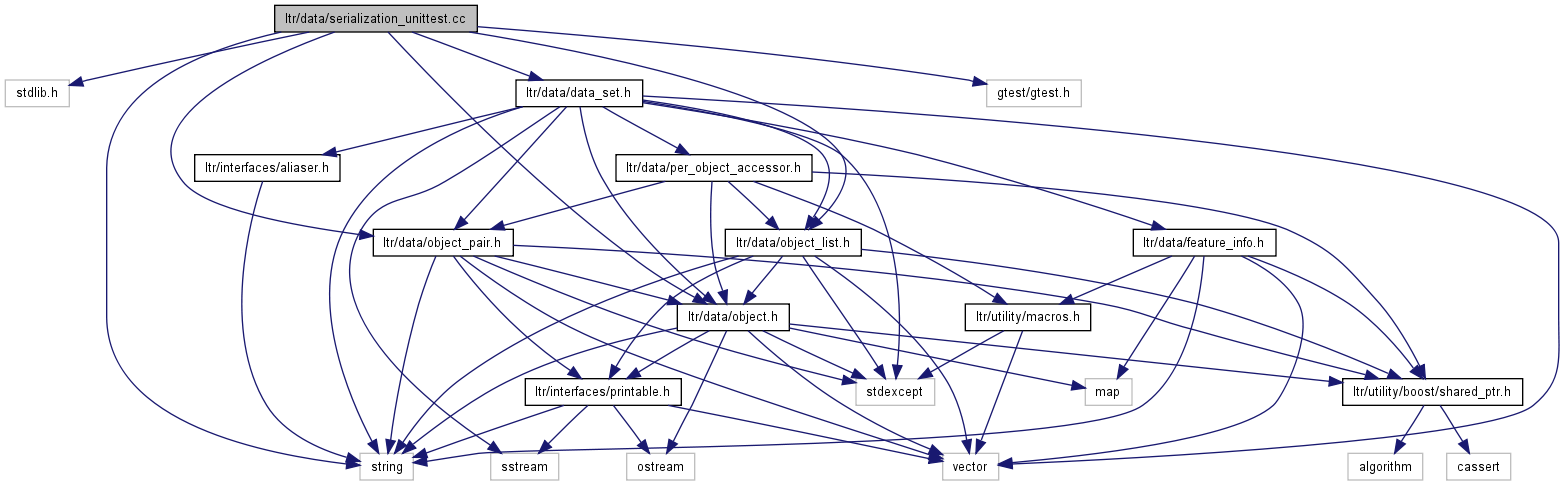 ltr/data/serialization_unittest.cc
stdlib.h
ltr/data/data_set.h
gtest/gtest.h
ltr/interfaces/aliaser.h
ltr/data/per_object_accessor.h
ltr/data/object_pair.h
ltr/data/object_list.h
ltr/data/feature_info.h
ltr/data/object.h
ltr/utility/macros.h
ltr/interfaces/printable.h
stdexcept
map
ltr/utility/boost/shared_ptr.h
string
sstream
ostream
vector
algorithm
cassert